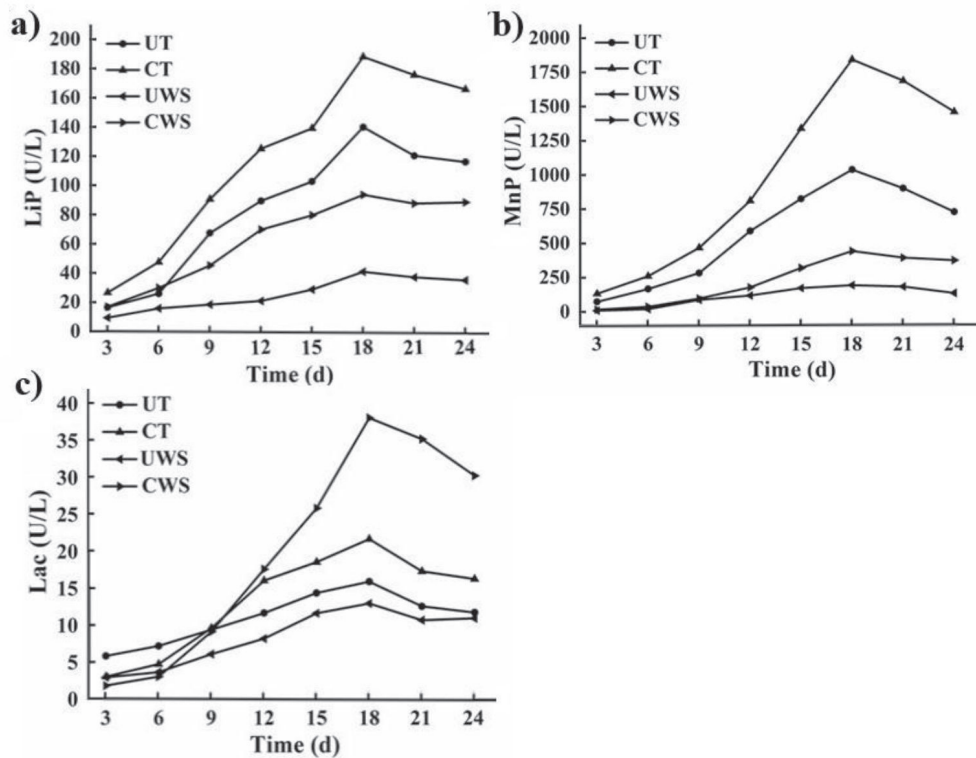 a)
200
180
160
140
120
100
80
60
40
20
0
LiP (U/L)
UT
CT
UWS
CWS
3 6 9 12 15 18 21 24
Time (d)
b)
2000
1750
1500
1250
1000
750
500
250
0
MnP (U/L)
UT
CT
UWS
CWS
3 6 9 12 15 18 21 24
Time (d)
c)
40
35
30
25
20
15
10
5
0
Lac (U/L)
UT
CT
UWS
CWS
3 6 9 12 15 18 21 24
Time (d)